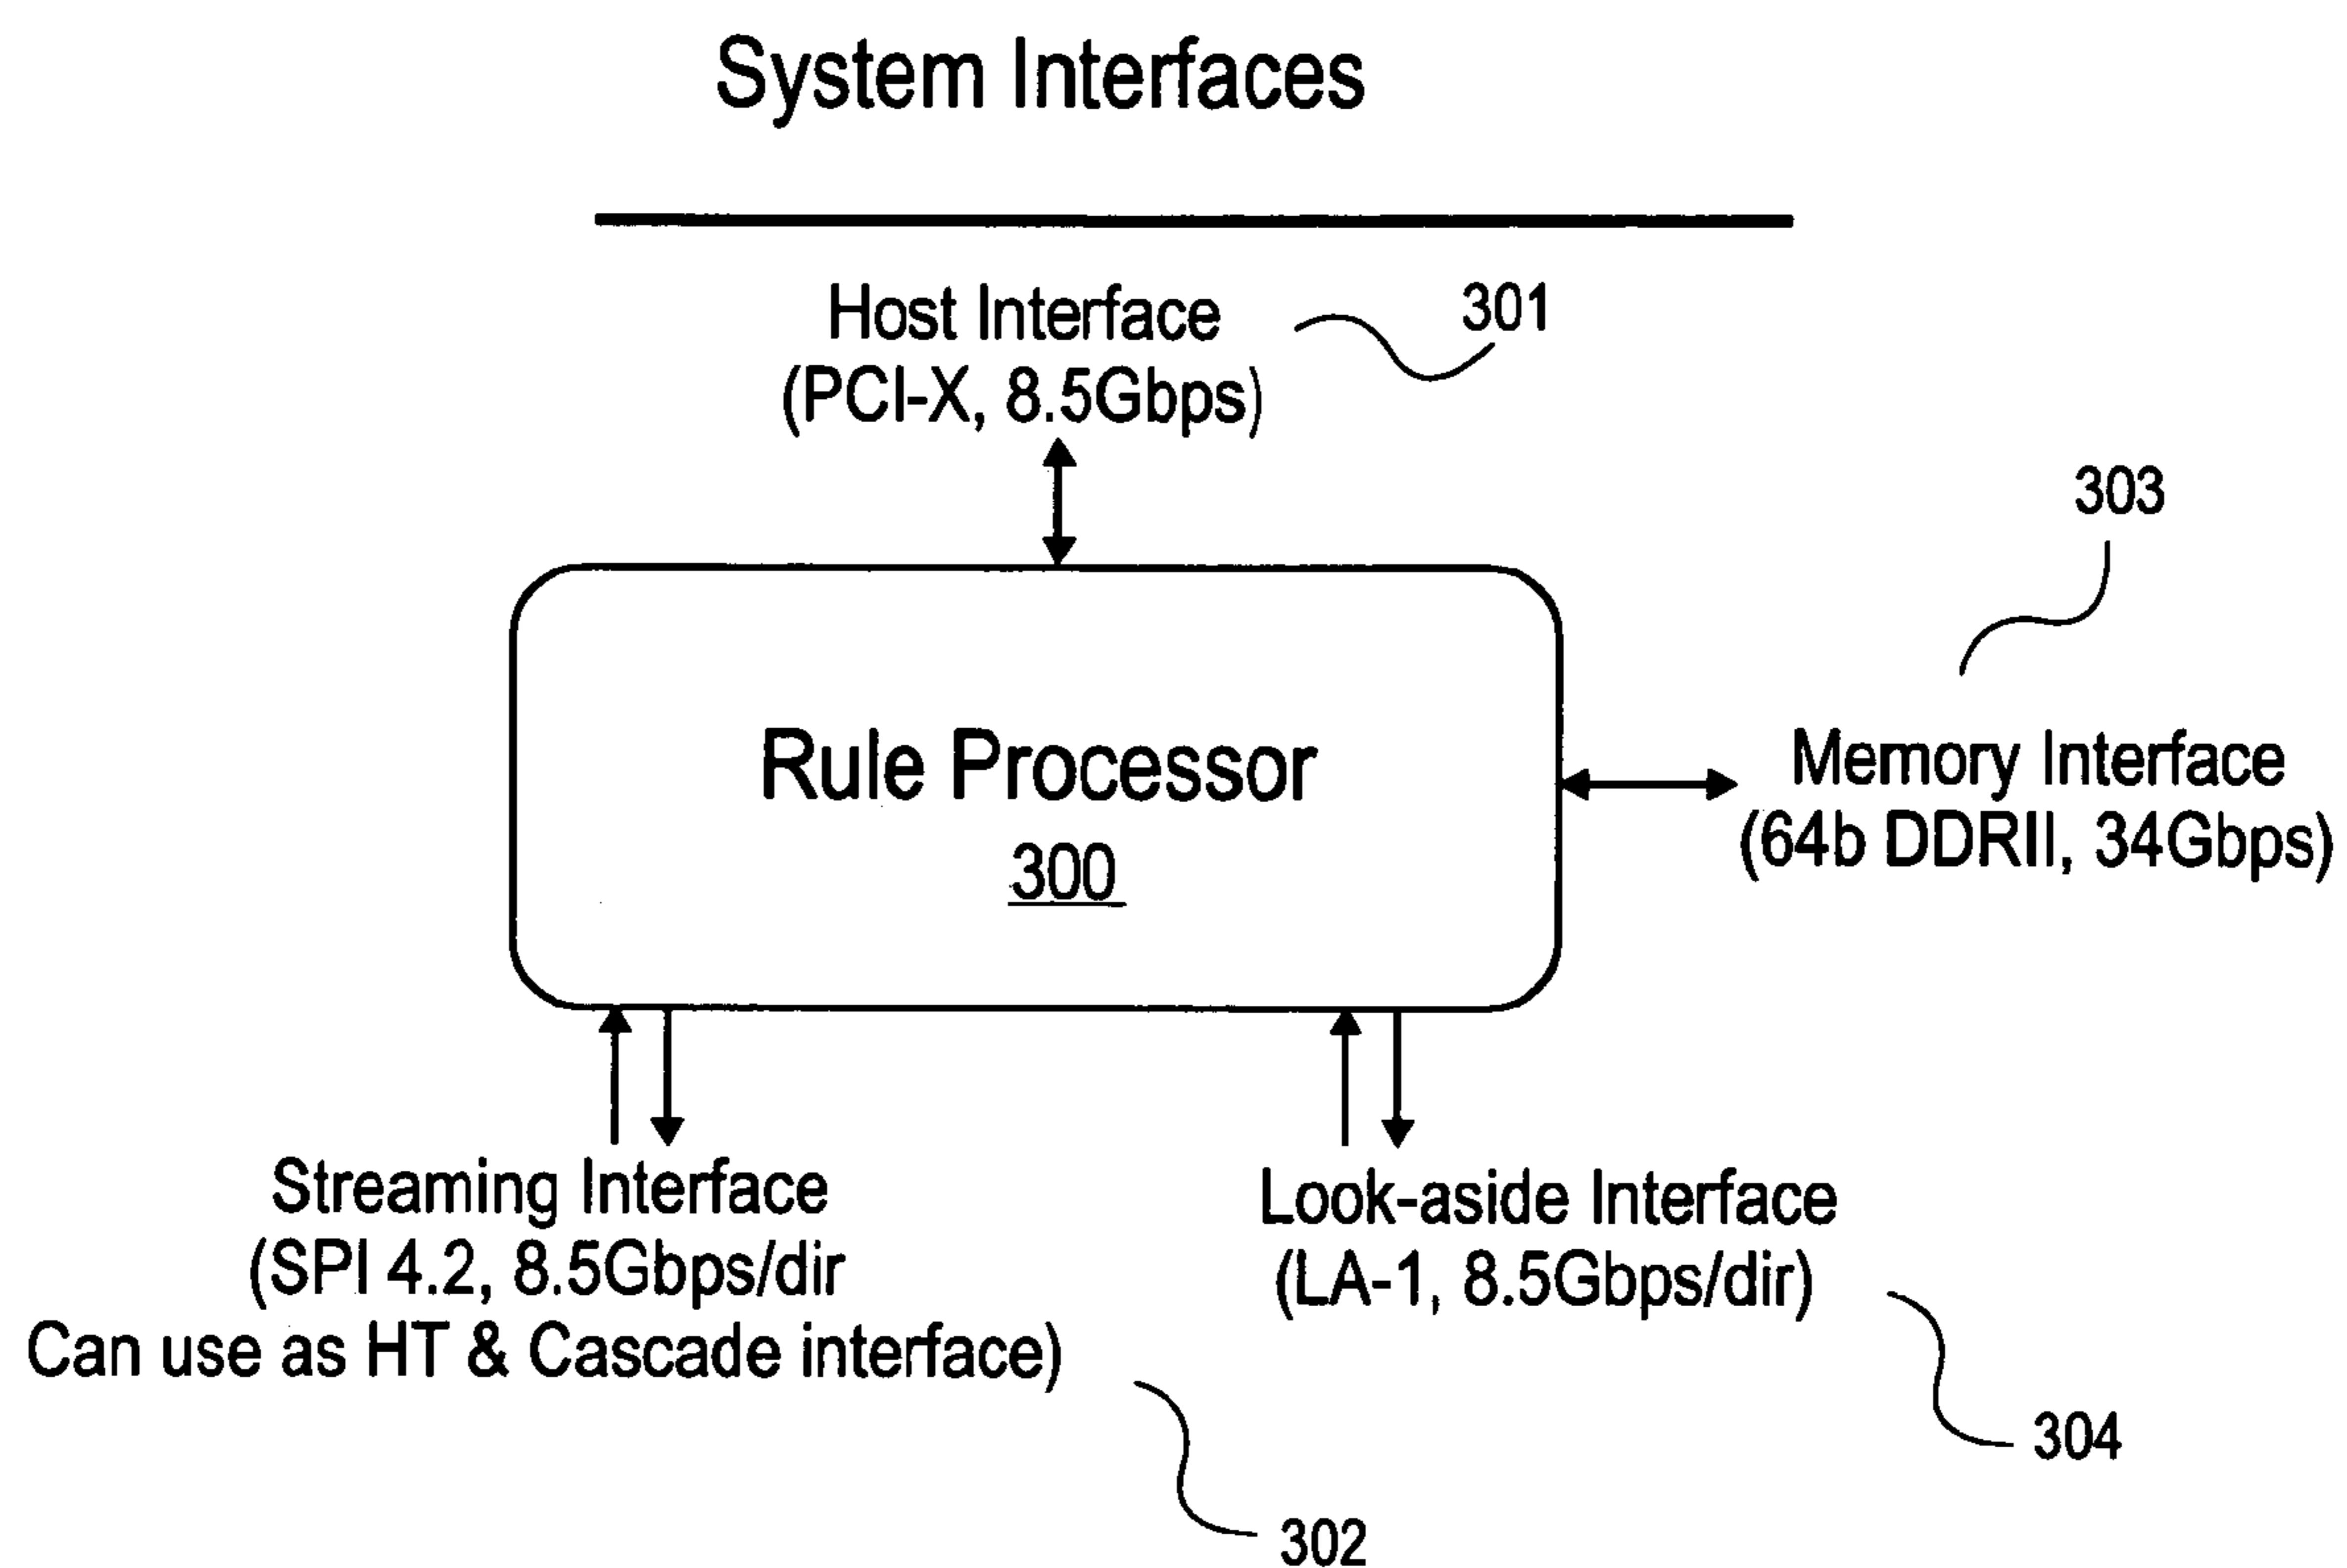 System Interfaces
Host Interface
301
(PCI-X, 8.5Gbps)
303
Rule Processor
300
Memory Interface
(64b DDRII, 34Gbps)
Streaming Interface
(SPI 4.2, 8.5Gbps/dir
Can use as HT & Cascade interface)
302
Look-aside Interface
(LA-1, 8.5Gbps/dir)
304